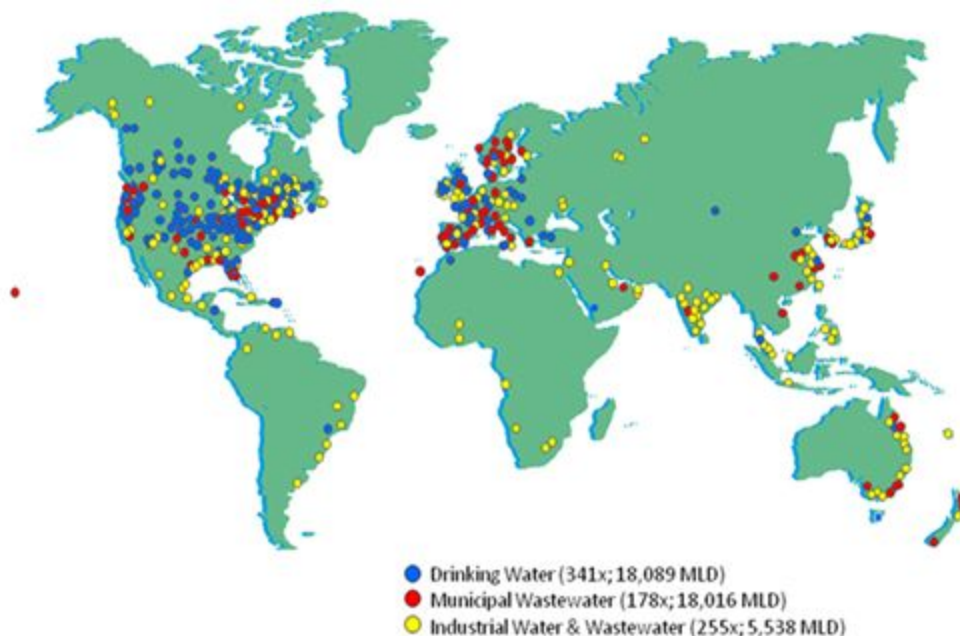 Drinking Water (341x; 18,089 MLD)
Municipal Wastewater (178x; 18,016 MLD)
Industrial Water & Wastewater (255x; 5,538 MLD)